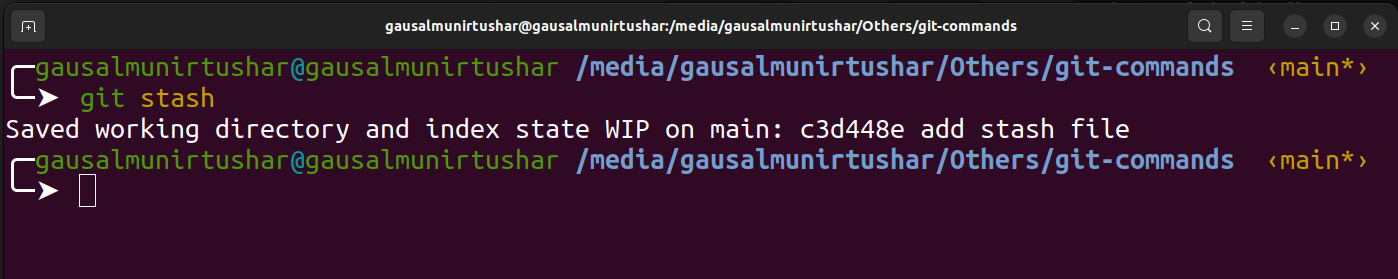 gausalmunirtushar@gausalmunirtushar:/media/gausalmunirtushar/Others/git-commands
gausalmunirtushar@gausalmunirtushar /media/gausalmunirtushar/Others/git-commands ‹main*›
➤ git stash
Saved working directory and index state WIP on main: c3d448e add stash file
gausalmunirtushar@gausalmunirtushar /media/gausalmunirtushar/Others/git-commands ‹main*›
➤